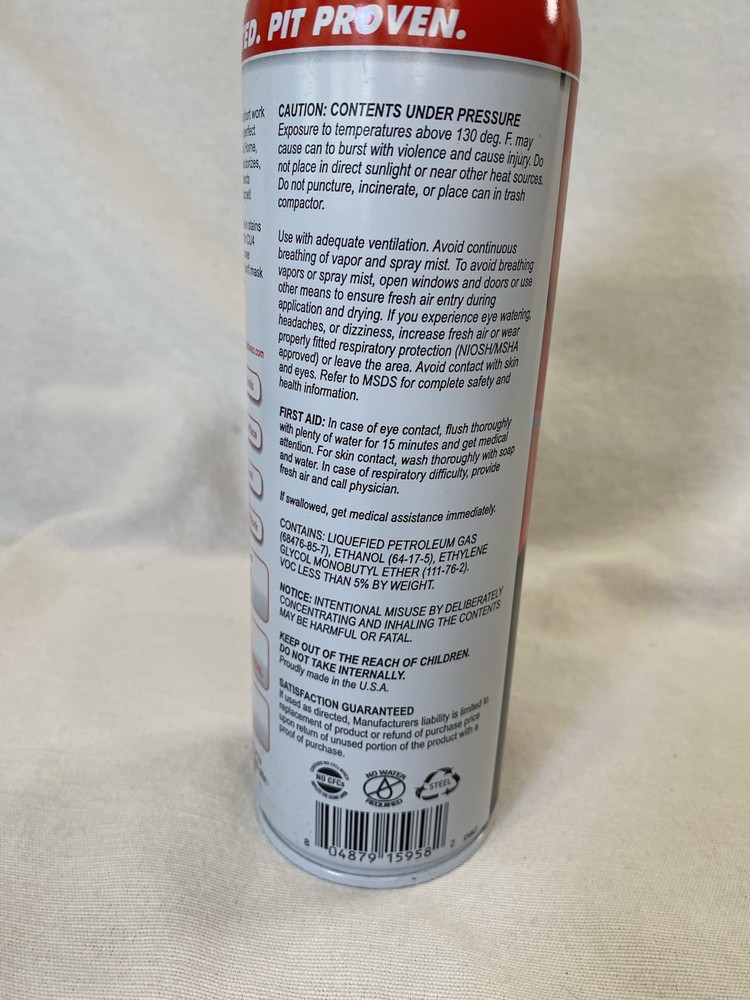 ED. PIT PROVEN.
CAUTION: CONTENTS UNDER PRESSURE
Exposure to temperatures above 130 deg. F. may
cause can to burst with violence and cause injury. Do
not place in direct sunlight or near other heat sources.
Do not puncture, incinerate, or place can in trash
compactor.
Use with adequate ventilation. Avoid continuous
breathing of vapor and spray mist. To avoid breathing
vapors or spray mist, open windows and doors or use
other means to ensure fresh air entry during
application and drying. If you experience eye watering,
headaches, or dizziness, increase fresh air or wear
properly fitted respiratory protection (NIOSH/MSHA
approved) or leave the area. Avoid contact with skin
and eyes. Refer to MSDS for complete safety and
health information.
FIRST AID: In case of eye contact, flush thoroughly
with plenty of water for 15 minutes and get medical
attention. For skin contact, wash thoroughly with soap
and water. In case of respiratory difficulty, provide
fresh air and call physician.
If swallowed, get medical assistance immediately.
CONTAINS: LIQUEFIED PETROLEUM GAS
(68476-85-7), ETHANOL (64-17-5), ETHYLENE
GLYCOL MONOBUTYL ETHER (111-76-2).
VOC LESS THAN 5% BY WEIGHT.
NOTICE: INTENTIONAL MISUSE BY DELIBERATELY
CONCENTRATING AND INHALING THE CONTENTS
MAY BE HARMFUL OR FATAL.
KEEP OUT OF THE REACH OF CHILDREN.
DO NOT TAKE INTERNALLY.
Proudly made in the U.S.A.
SATISFACTION GUARANTEED
If used as directed, Manufacturers liability is limited to
replacement of product or refund of purchase price
upon return of unused portion of the product with a
proof of purchase.
NO CFCs
NO WATER
REQUIRED
STEEL
8 04879 15958 2